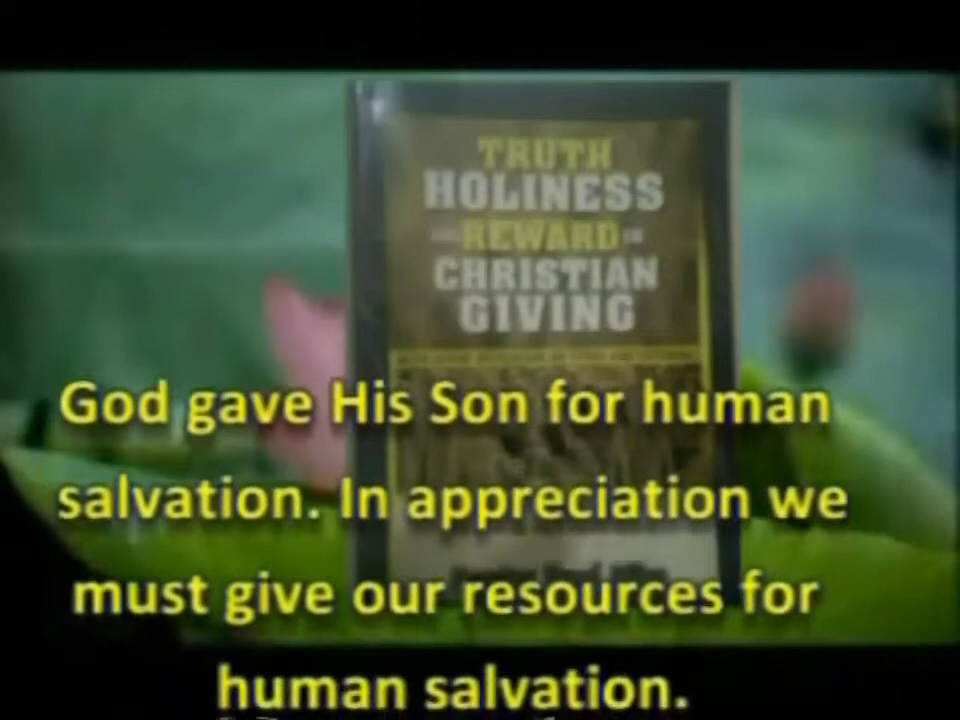 TRUTH
HOLINESS
REWARD
CHRISTIAN
GIVING
God gave His Son for human
salvation. In appreciation we
must give our resources for
human salvation.